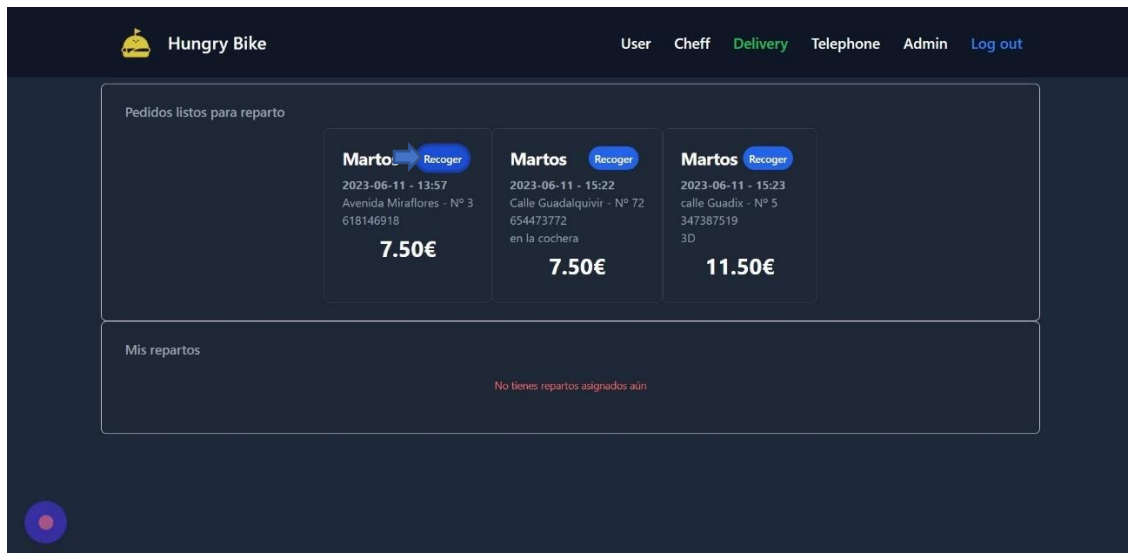 Hungry Bike
User Cheff Delivery Telephone Admin Log out
Pedidos listos para reparto
Martos Recoger
2023-06-11 - 13:57
Avenida Miraflores - Nº 3
618146918
7.50€
Martos Recoger
2023-06-11 - 15:22
Calle Guadalquivir - Nº 72
654473772
en la cochera
7.50€
Martos Recoger
2023-06-11 - 15:23
calle Guadix - Nº 5
347387519
3D
11.50€
Mis repartos
No tienes repartos asignados aún